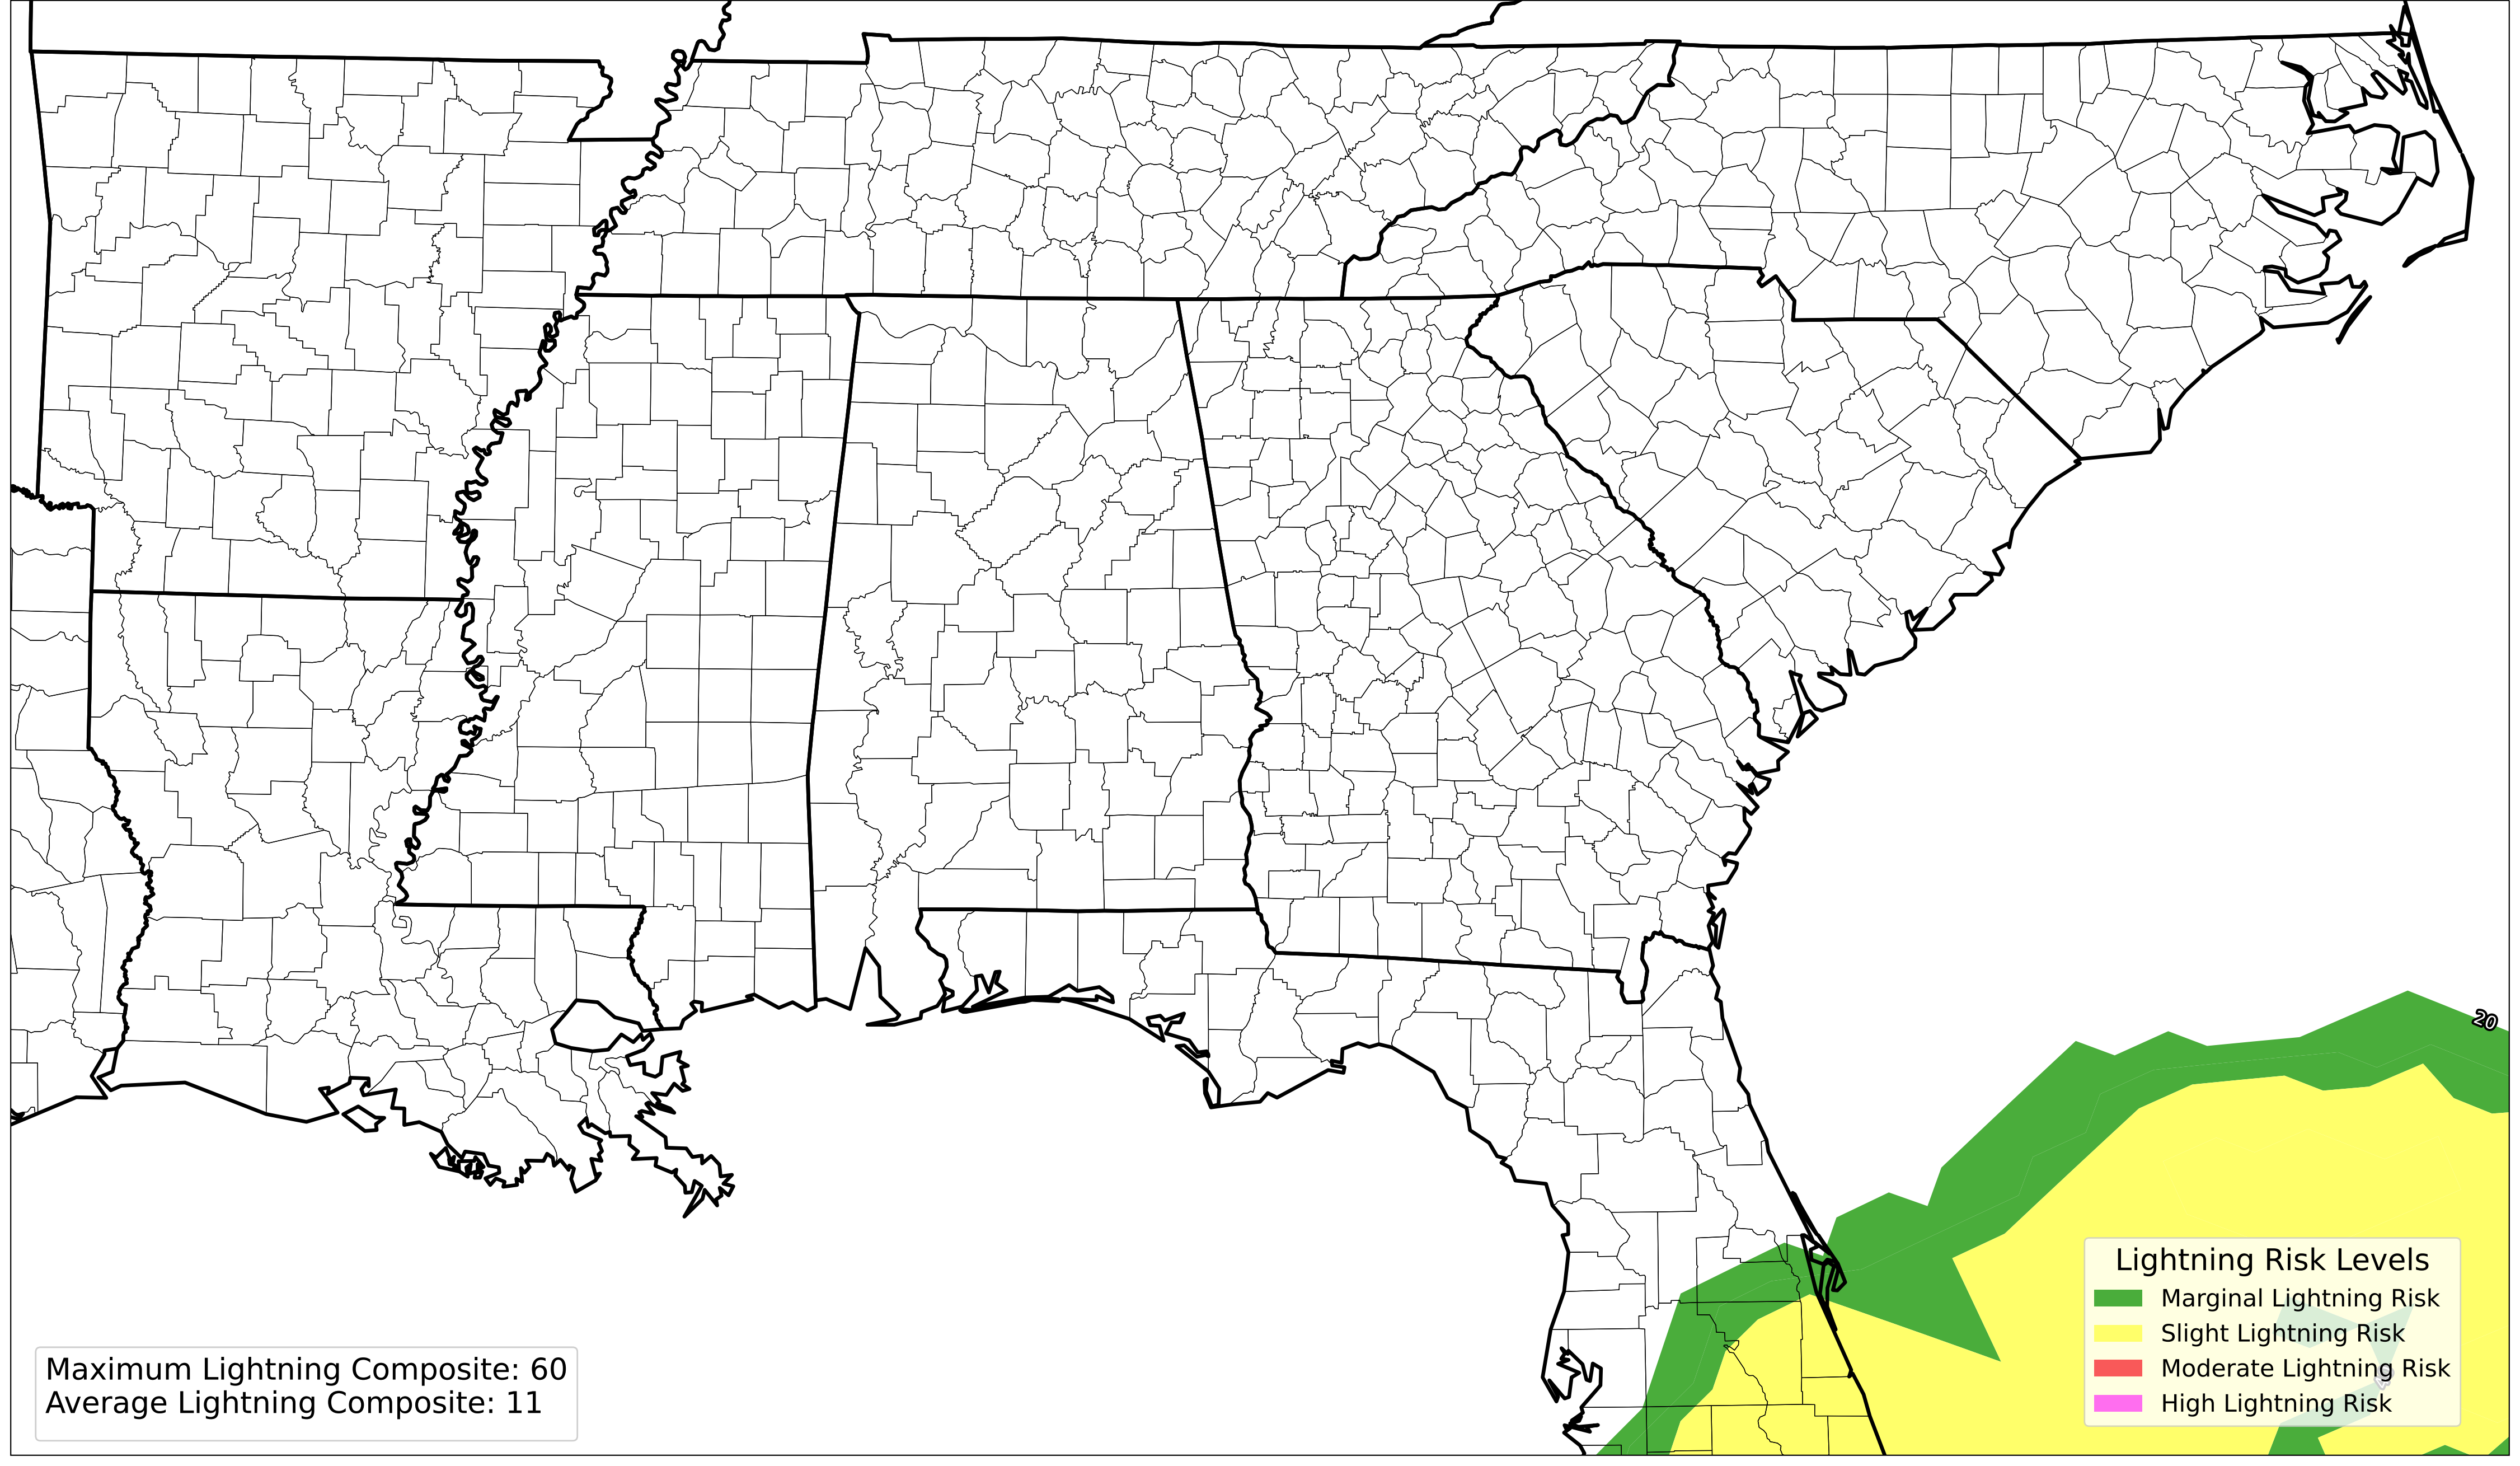 20
Lightning Risk Levels
Marginal Lightning Risk
Slight Lightning Risk
Moderate Lightning Risk
High Lightning Risk
Maximum Lightning Composite: 60
Average Lightning Composite: 11